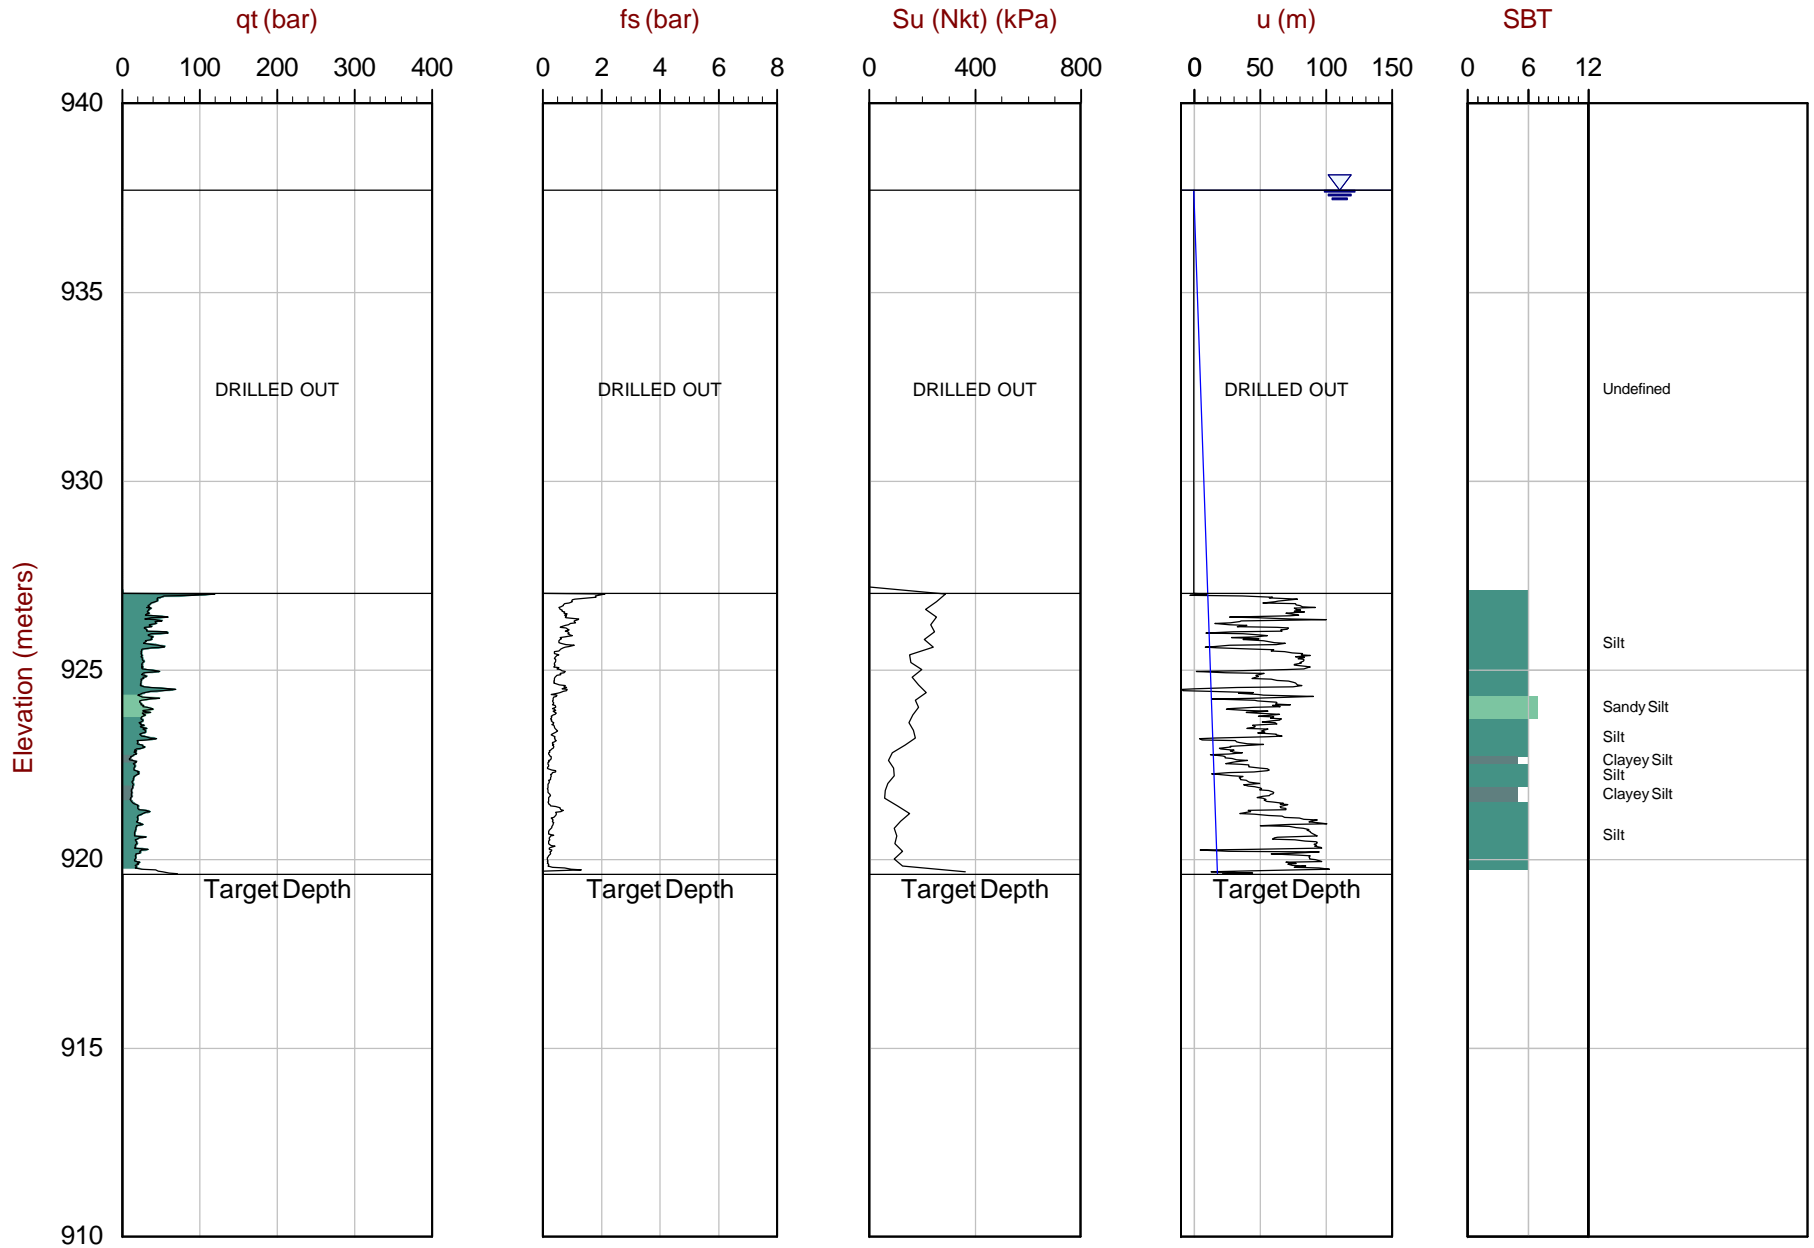 qt (bar) fs (bar) Su (Nkt) (kPa) u (m) SBT
0 100 200 300 400 0 2 4 6 8 0 400 800 0 50 100 150 0 6 12
940
935
DRILLED OUT DRILLED OUT DRILLED OUT DRILLED OUT Undefined
930
Elevation (meters)
Silt
925
Sandy Silt
Silt
Clayey Silt
Silt
Clayey Silt
Silt
920
Target Depth Target Depth Target Depth Target Depth
915
910